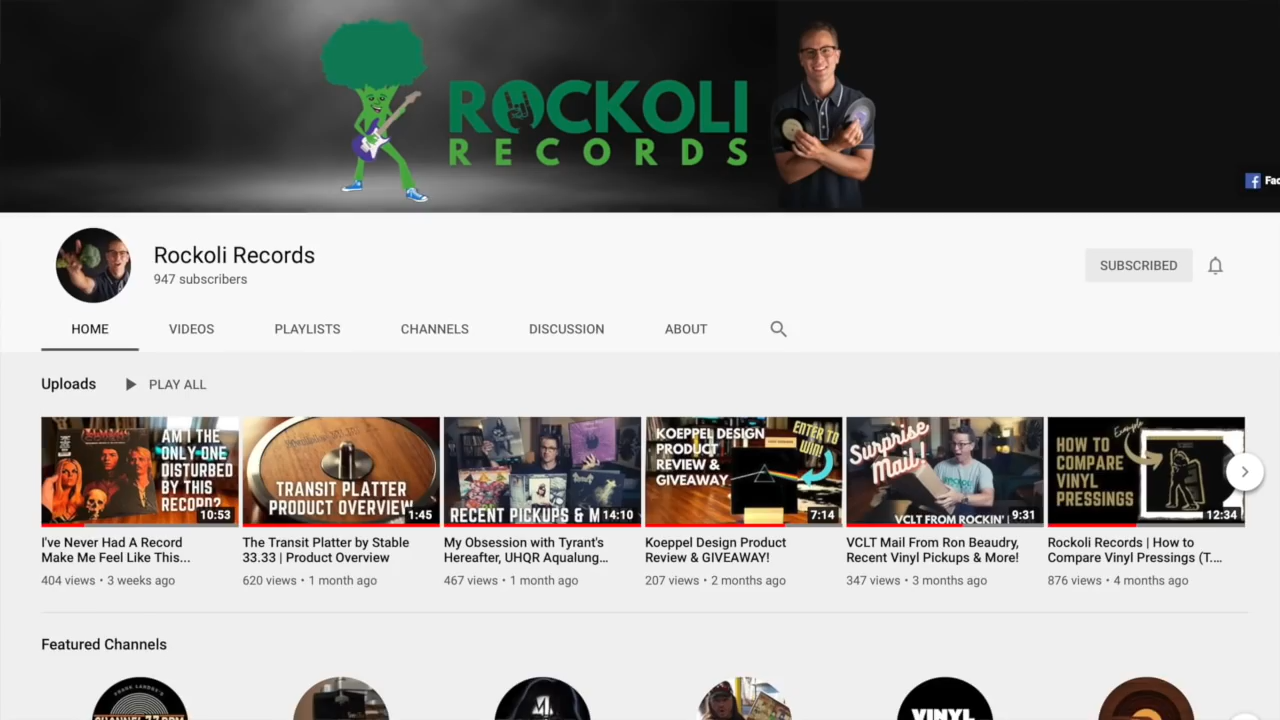 ROCKOLI
RECORDS
Fac
Rockoli Records
947 subscribers
SUBSCRIBED
HOME
VIDEOS
PLAYLISTS
CHANNELS
DISCUSSION
ABOUT
Uploads
PLAY ALL
AM I THE
ONLY ONE
DISTURBED
BY THIS
RECORD?
10:53
I've Never Had A Record
Make Me Feel Like This...
404 views • 3 weeks ago
TRANSIT PLATTER
PRODUCT OVERVIEW
1:45
The Transit Platter by Stable
33.33 | Product Overview
620 views • 1 month ago
RECENT PICKUPS & M
14:10
My Obsession with Tyrant's
Hereafter, UHQR Aqualung...
467 views • 1 month ago
KOEPPEL DESIGN
PRODUCT
REVIEW &
GIVEAWAY
ENTER TO
WIN!
7:14
Koeppel Design Product
Review & GIVEAWAY!
207 views • 2 months ago
Surprise
Mail!
VCLT FROM ROCKIN'
9:31
VCLT Mail From Ron Beaudry,
Recent Vinyl Pickups & More!
347 views • 3 months ago
Example
HOW TO
COMPARE
VINYL
PRESSINGS
12:34
Rockoli Records | How to
Compare Vinyl Pressings (T....
876 views • 4 months ago
Featured Channels
FRANK LANDRY'S
CHANNEL 33 RPM
VINYL